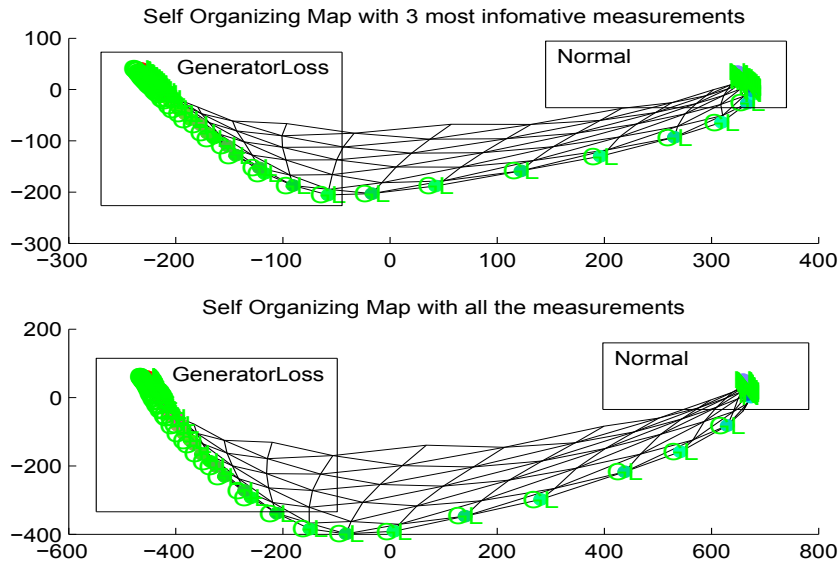 Self Organizing Map with 3 most infomative measurements
100
0
−100
−200
−300
GeneratorLoss
Normal
−300 −200 −100 0 100 200 300 400
Self Organizing Map with all the measurements
200
0
−200
−400
GeneratorLoss
Normal
−600 −400 −200 0 200 400 600 800